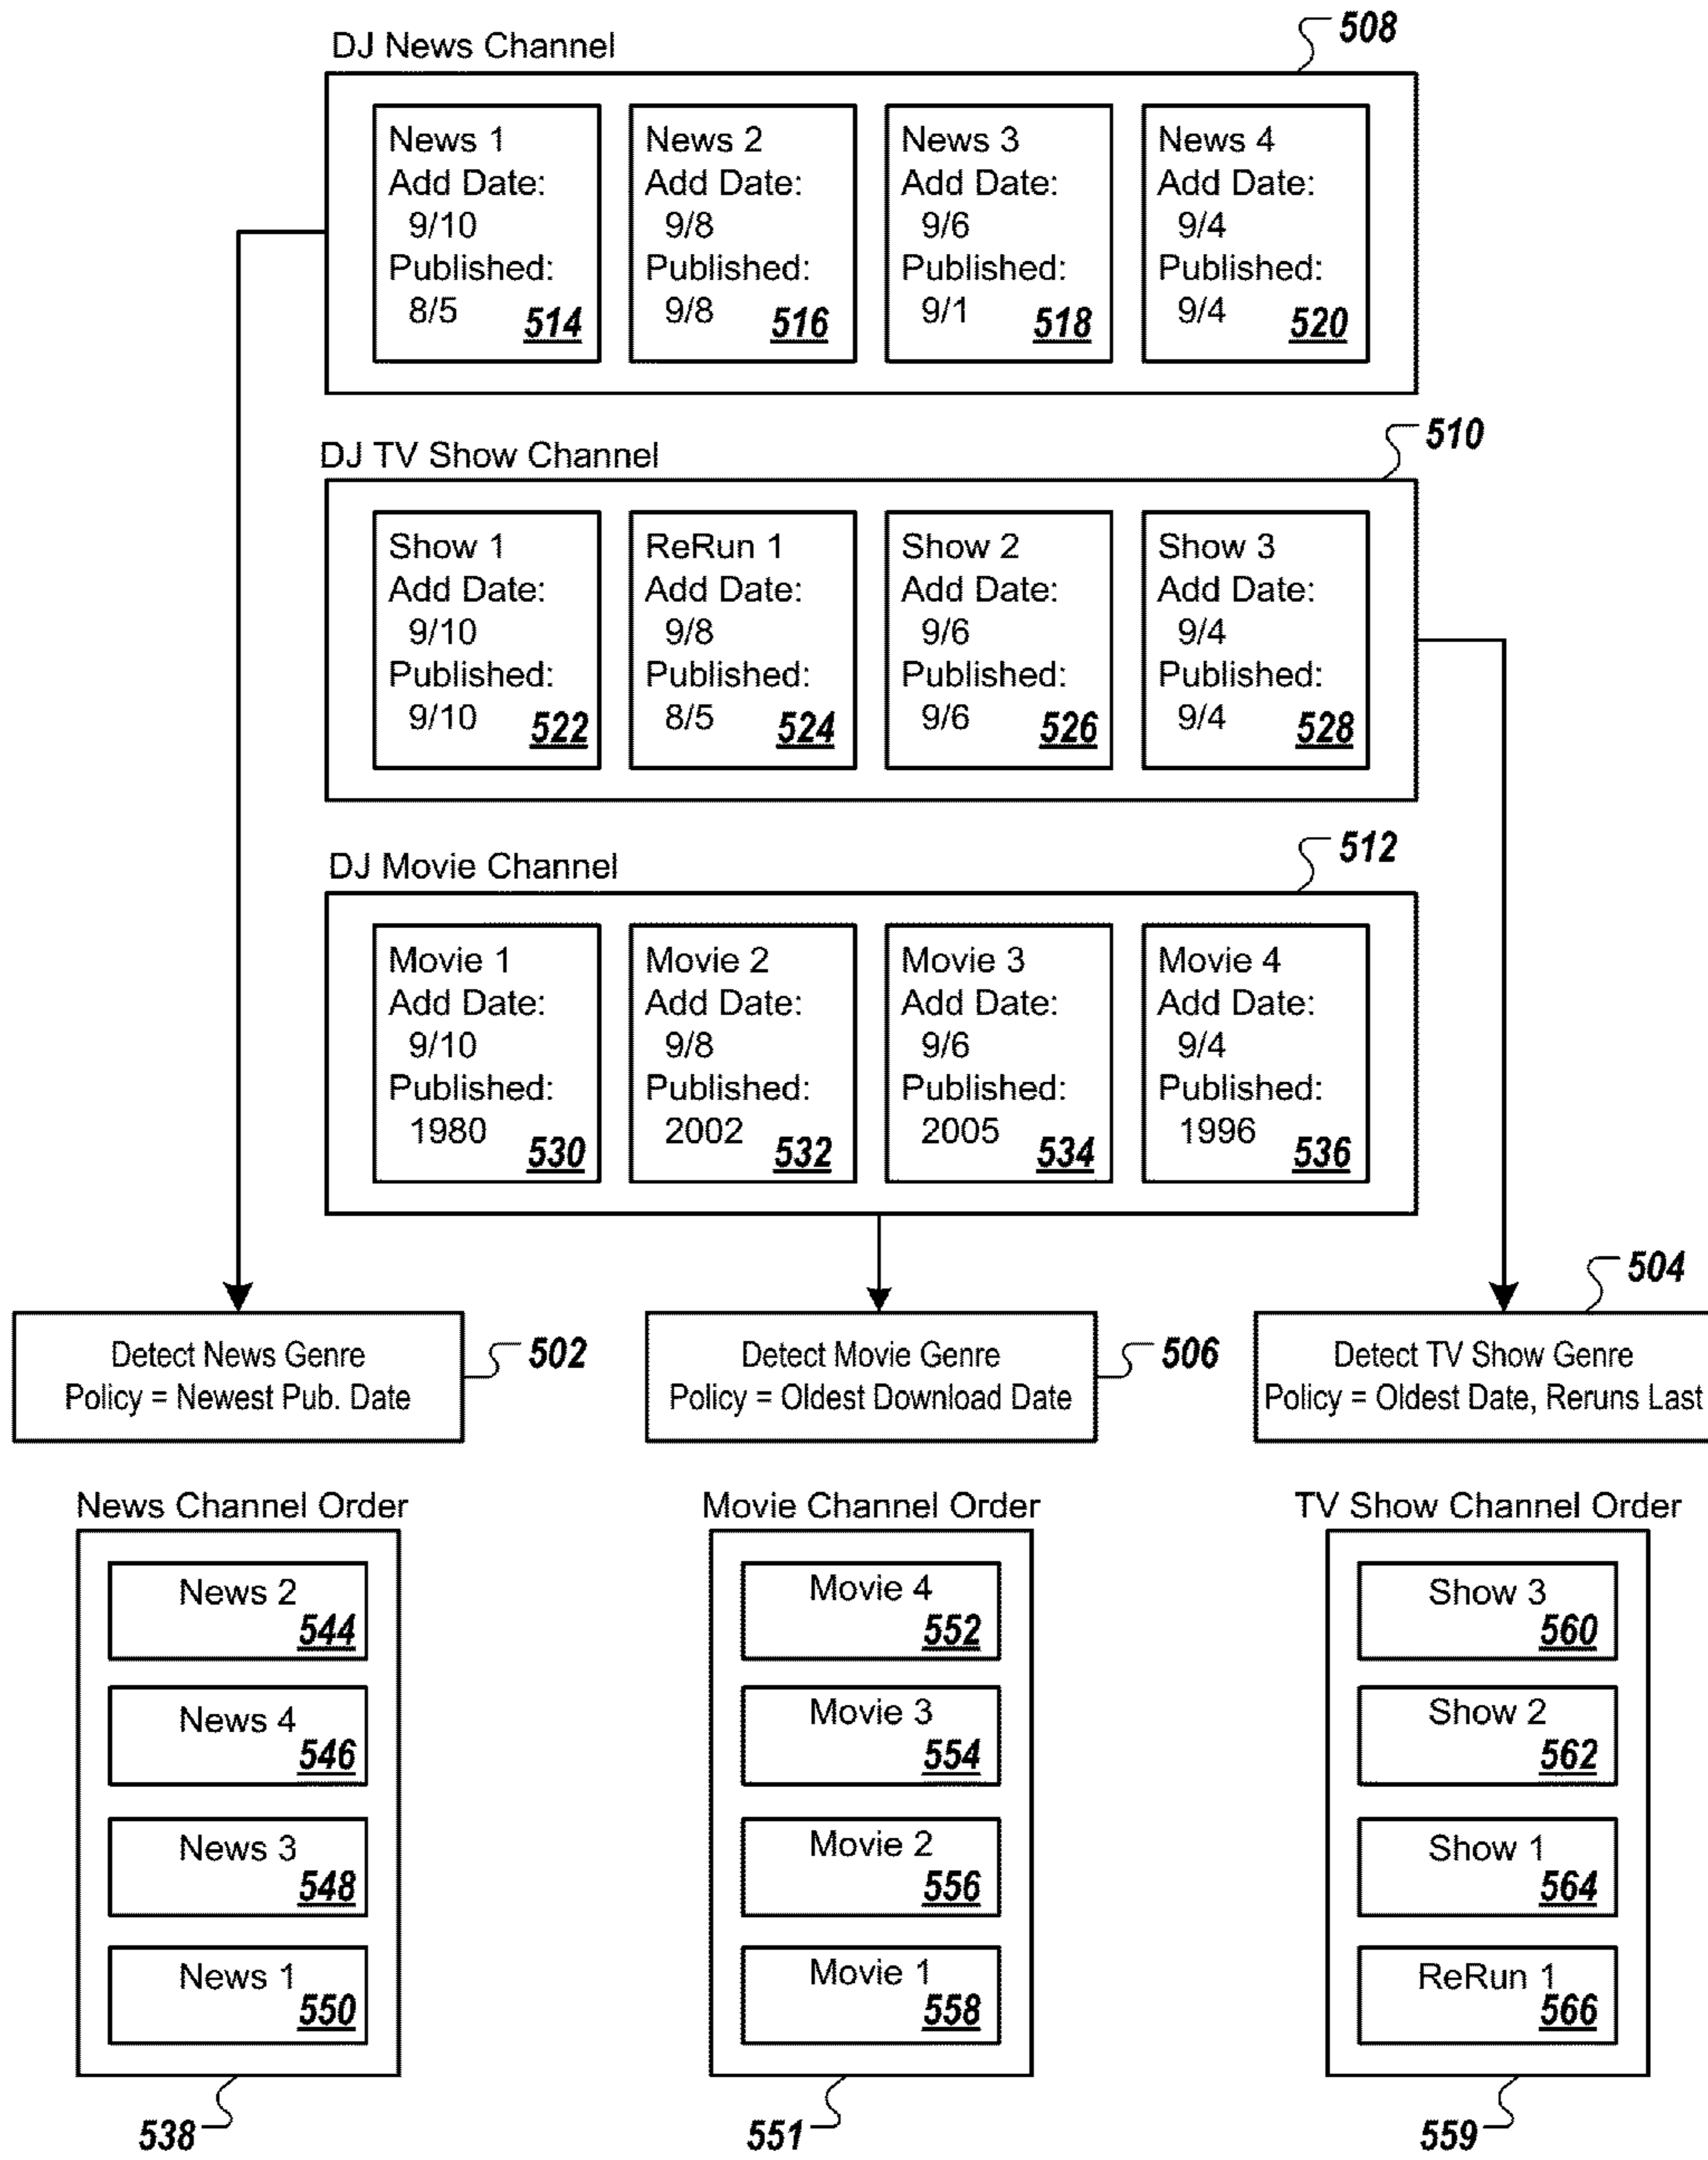 DJ News Channel
508
News 1
Add Date:
9/10
Published:
8/5
514
News 2
Add Date:
9/8
Published:
9/8
516
News 3
Add Date:
9/6
Published:
9/1
518
News 4
Add Date:
9/4
Published:
9/4
520
DJ TV Show Channel
510
Show 1
Add Date:
9/10
Published:
9/10
522
ReRun 1
Add Date:
9/8
Published:
8/5
524
Show 2
Add Date:
9/6
Published:
9/6
526
Show 3
Add Date:
9/4
Published:
9/4
528
DJ Movie Channel
512
Movie 1
Add Date:
9/10
Published:
1980
530
Movie 2
Add Date:
9/8
Published:
2002
532
Movie 3
Add Date:
9/6
Published:
2005
534
Movie 4
Add Date:
9/4
Published:
1996
536
Detect News Genre
Policy = Newest Pub. Date
502
Detect Movie Genre
Policy = Oldest Download Date
506
504
Detect TV Show Genre
Policy = Oldest Date, Reruns Last
News Channel Order
News 2
544
News 4
546
News 3
548
News 1
550
538
Movie Channel Order
Movie 4
552
Movie 3
554
Movie 2
556
Movie 1
558
551
TV Show Channel Order
Show 3
560
Show 2
562
Show 1
564
ReRun 1
566
559